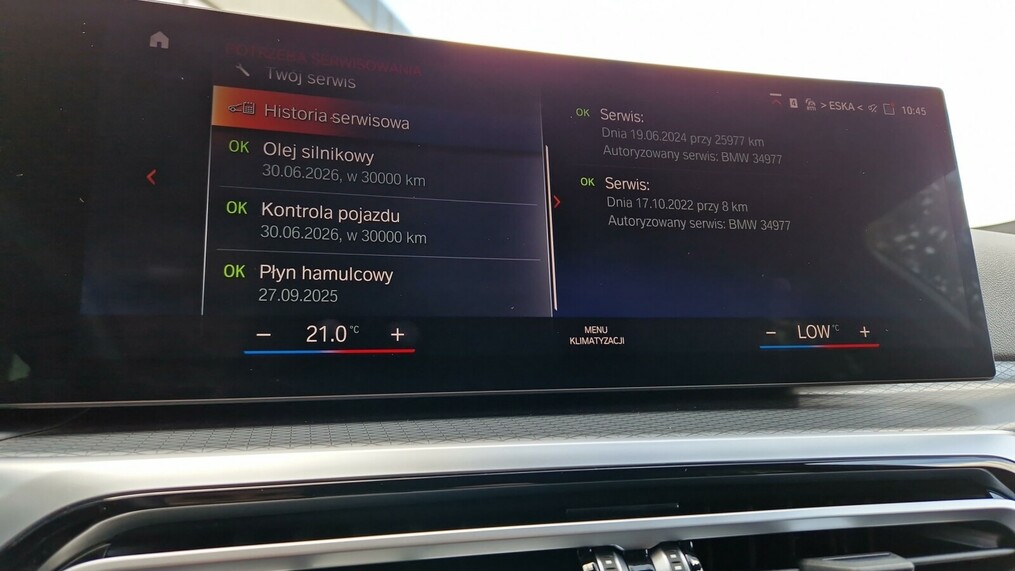 POTRZEBA SERWISOWANIA
Twój serwis
Historia serwisowa
OK Olej silnikowy
30.06.2026, w 30000 km
OK Kontrola pojazdu
30.06.2026, w 30000 km
OK Płyn hamulcowy
27.09.2025
> ESKA < 10:45
OK Serwis:
Dnia 19.06.2024 przy 25977 km
Autoryzowany serwis: BMW 34977
OK Serwis:
Dnia 17.10.2022 przy 8 km
Autoryzowany serwis: BMW 34977
− 21.0 °C +
MENU
KLIMATYZACJI
− LOW °C +